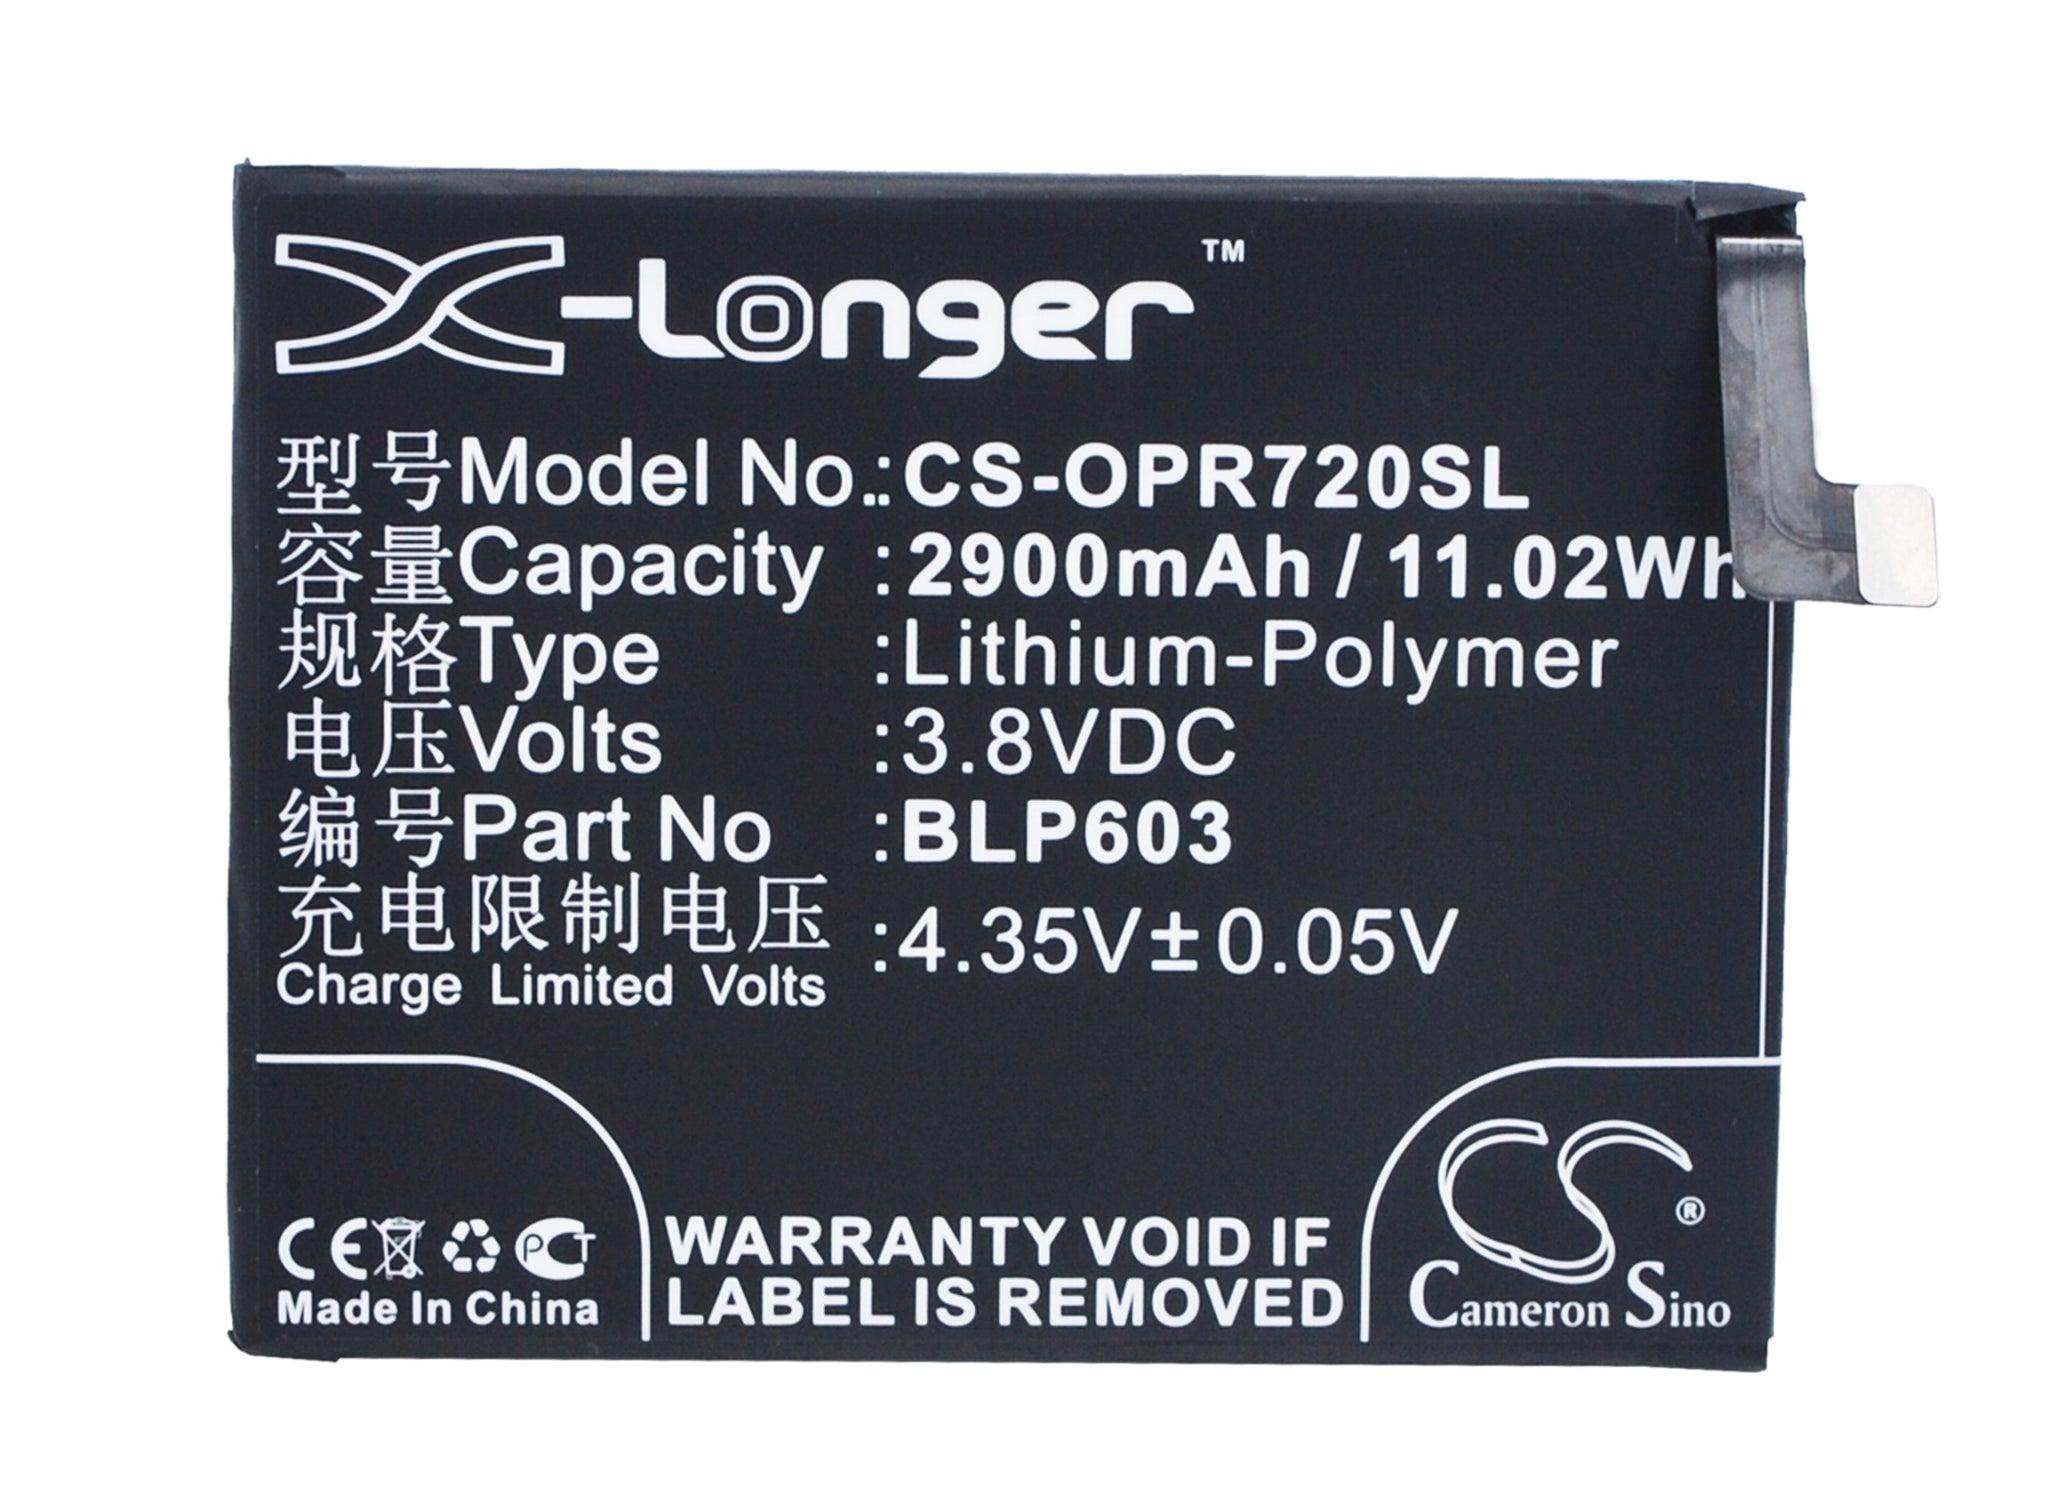 X-Longer™
型号Model No.: CS-OPR720SL
容量Capacity : 2900mAh / 11.02Wh
规格Type : Lithium-Polymer
电压Volts : 3.8VDC
编号Part No : BLP603
充电限制电压 : 4.35V±0.05V
Charge Limited Volts
CE PCT
Made In China
WARRANTY VOID IF
LABEL IS REMOVED
CS®
Cameron Sino